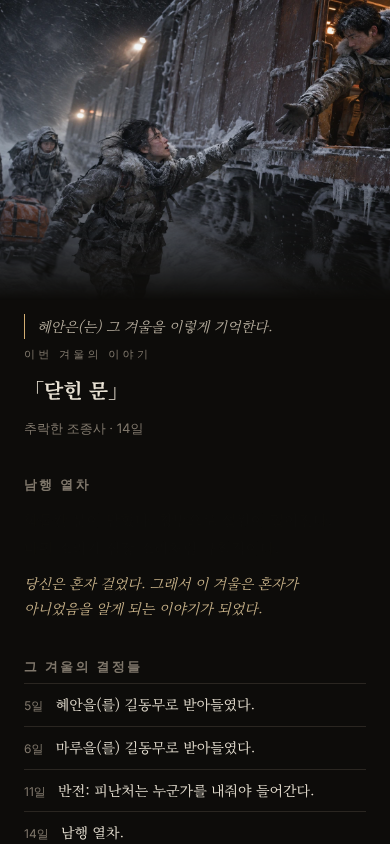 혜안은(는) 그 겨울을 이렇게 기억한다.
이번 겨울의 이야기
「닫힌 문」
추락한 조종사 · 14일
남행 열차
당신은 혼자 걸었다. 그래서 이 겨울은 혼자가
아니었음을 알게 되는 이야기가 되었다.
그 겨울의 결정들
5일 혜안을(를) 길동무로 받아들였다.
6일 마루을(를) 길동무로 받아들였다.
11일 반전: 피난처는 누군가를 내줘야 들어간다.
14일 남행 열차.